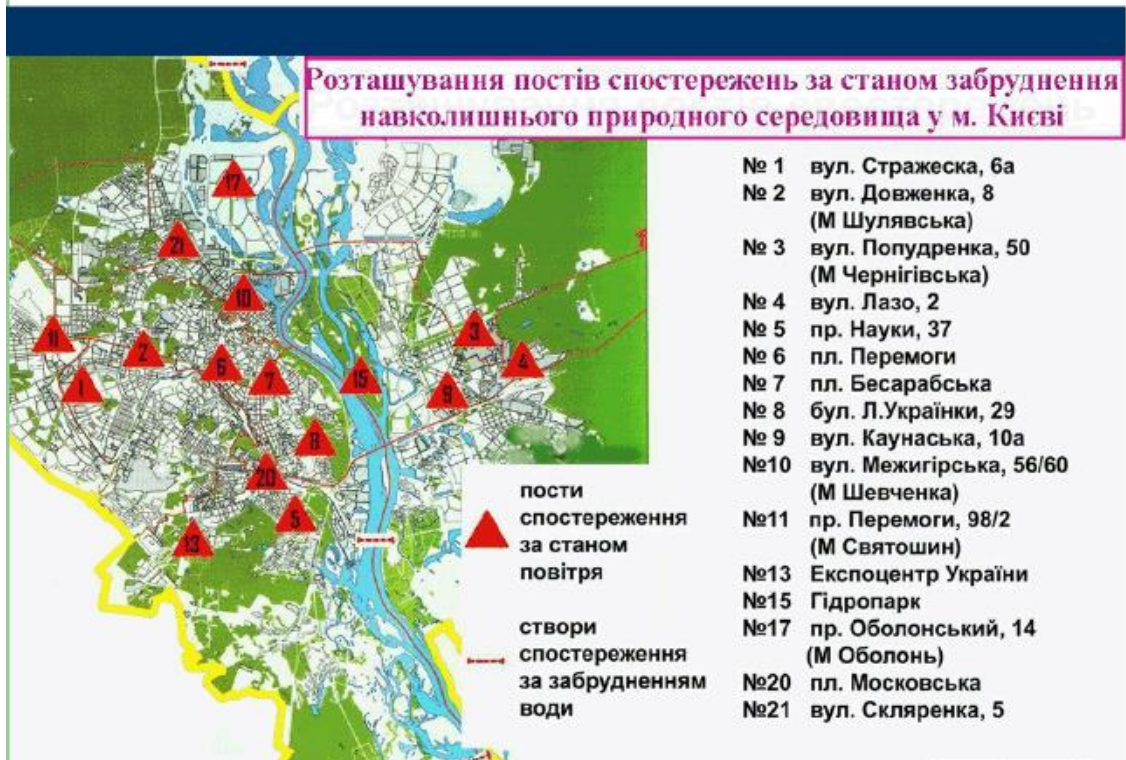 Розташування постів спостережень за станом забруднення
навколишнього природного середовища у м. Києві
№ 1 вул. Стражеска, 6а
№ 2 вул. Довженка, 8
(М Шулявська)
№ 3 вул. Попудренка, 50
(М Чернігівська)
№ 4 вул. Лазо, 2
№ 5 пр. Науки, 37
№ 6 пл. Перемоги
№ 7 пл. Бесарабська
№ 8 бул. Л.Українки, 29
№ 9 вул. Каунаська, 10а
№10 вул. Межигірська, 56/60
(М Шевченка)
№11 пр. Перемоги, 98/2
(М Святошин)
№13 Експоцентр України
№15 Гідропарк
№17 пр. Оболонський, 14
(М Оболонь)
№20 пл. Московська
№21 вул. Скляренка, 5
17
21
10
11
2
3
1
6
7
15
9
4
8
20
5
13
пости
спостереження
за станом
повітря
створи
спостереження
за забрудненням
води